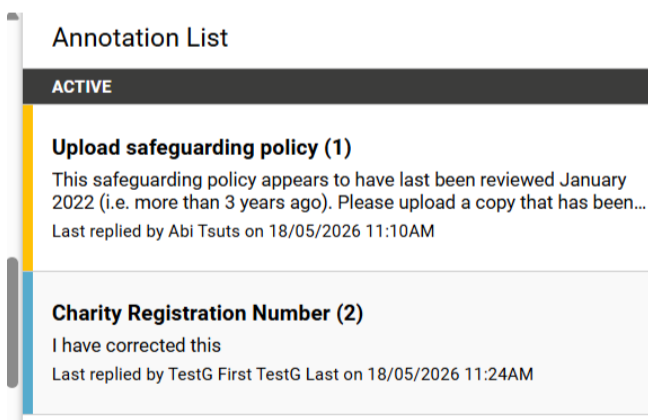 Annotation List
ACTIVE
Upload safeguarding policy (1)
This safeguarding policy appears to have last been reviewed January
2022 (i.e. more than 3 years ago). Please upload a copy that has been...
Last replied by Abi Tsuts on 18/05/2026 11:10AM
Charity Registration Number (2)
I have corrected this
Last replied by TestG First TestG Last on 18/05/2026 11:24AM